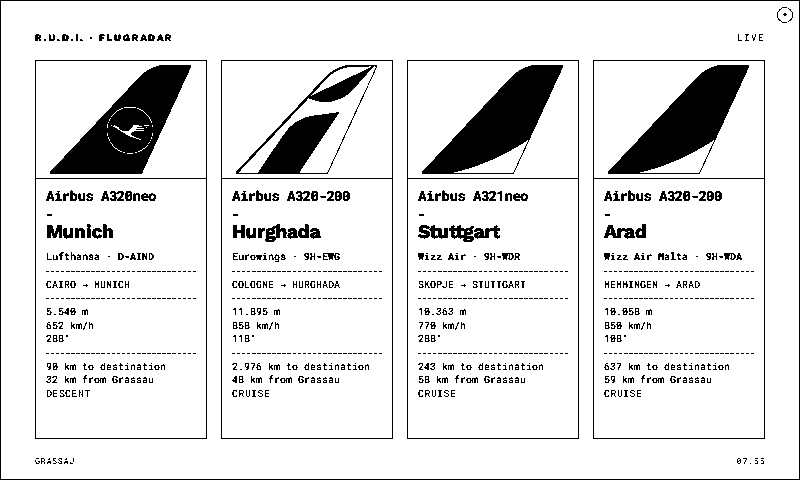 R.U.D.I. · FLUGRADAR
LIVE
Airbus A320neo
-
Munich
Lufthansa · D-AIND
CAIRO → MUNICH
5.540 m
652 km/h
288°
90 km to destination
32 km from Grassau
DESCENT
Airbus A320-200
-
Hurghada
Eurowings · 9H-EWG
COLOGNE → HURGHADA
11.895 m
858 km/h
118°
2.976 km to destination
48 km from Grassau
CRUISE
Airbus A321neo
-
Stuttgart
Wizz Air · 9H-WDR
SKOPJE → STUTTGART
10.363 m
770 km/h
288°
243 km to destination
58 km from Grassau
CRUISE
Airbus A320-200
-
Arad
Wizz Air Malta · 9H-WDA
MEMMINGEN → ARAD
10.058 m
850 km/h
108°
637 km to destination
59 km from Grassau
CRUISE
GRASSAU